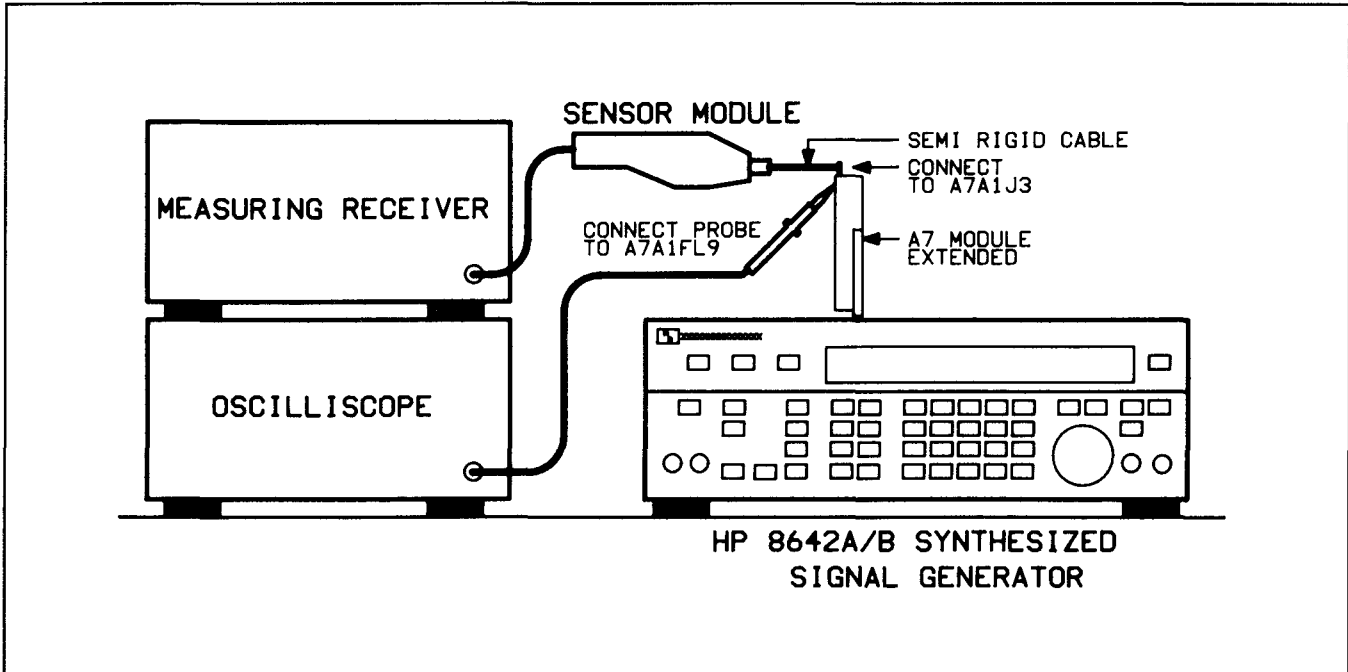 SENSOR MODULE
SEMI RIGID CABLE
CONNECT
TO A7A1J3
MEASURING RECEIVER
CONNECT PROBE
TO A7A1FL9
A7 MODULE
EXTENDED
OSCILLISCOPE
HP 8642A/B SYNTHESIZED
SIGNAL GENERATOR